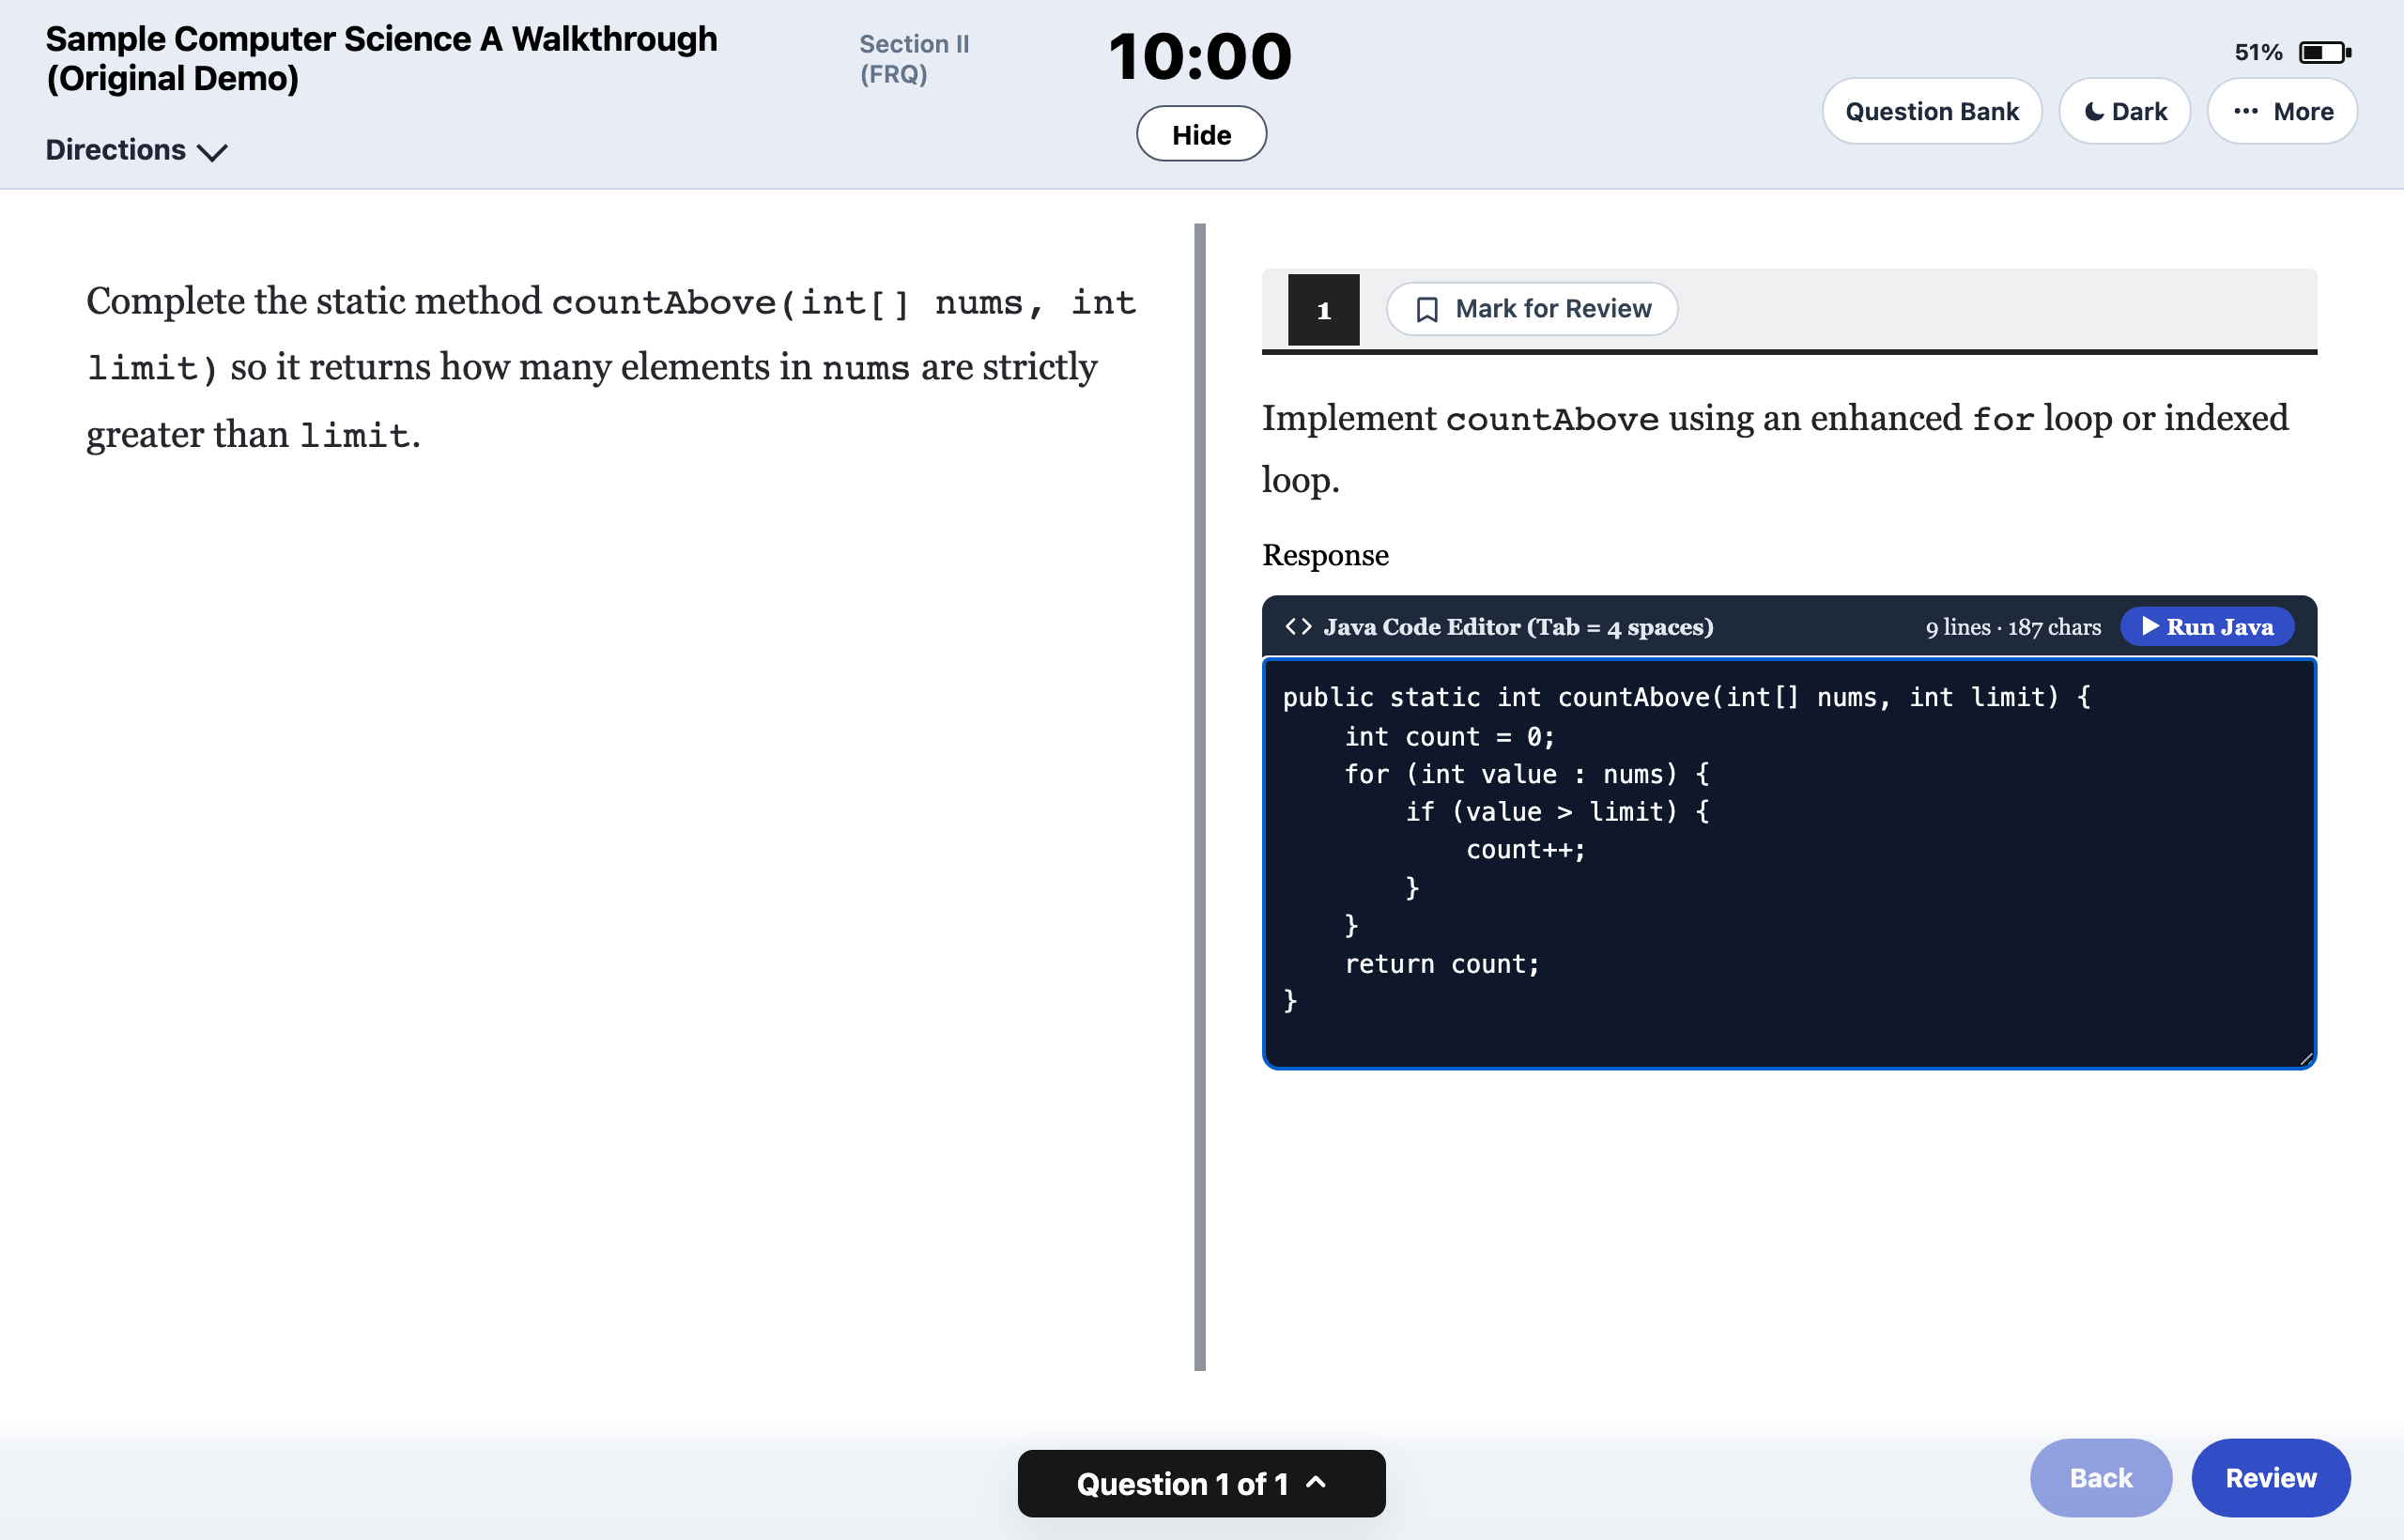 Sample Computer Science A Walkthrough
(Original Demo)
Directions
Section II
(FRQ)
10:00
Hide
51%
Question Bank
Dark
··· More
Complete the static method countAbove(int[] nums, int
limit) so it returns how many elements in nums are strictly
greater than limit.
1
Mark for Review
Implement countAbove using an enhanced for loop or indexed
loop.
Response
<> Java Code Editor (Tab = 4 spaces)
9 lines · 187 chars
Run Java
public static int countAbove(int[] nums, int limit) {
    int count = 0;
    for (int value : nums) {
        if (value > limit) {
            count++;
        }
    }
    return count;
}
Question 1 of 1
Back
Review